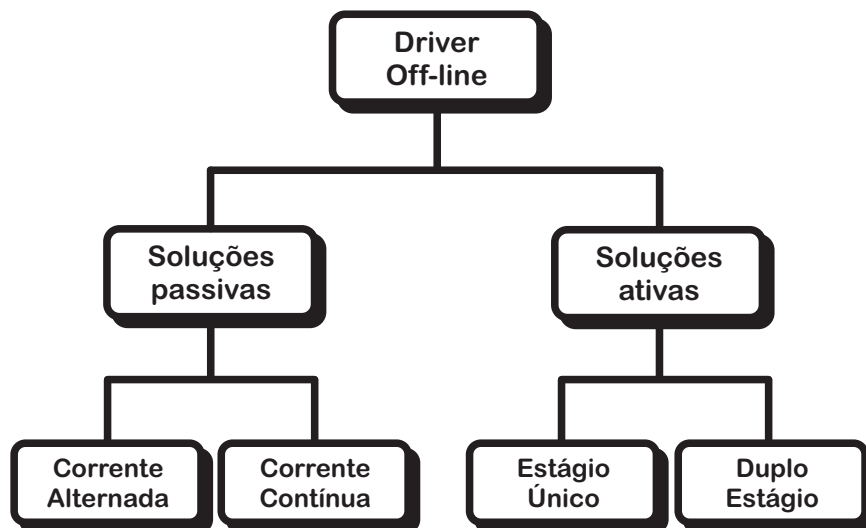 Driver
Off-line
Soluções
passivas
Soluções
ativas
Corrente
Alternada
Corrente
Contínua
Estágio
Único
Duplo
Estágio